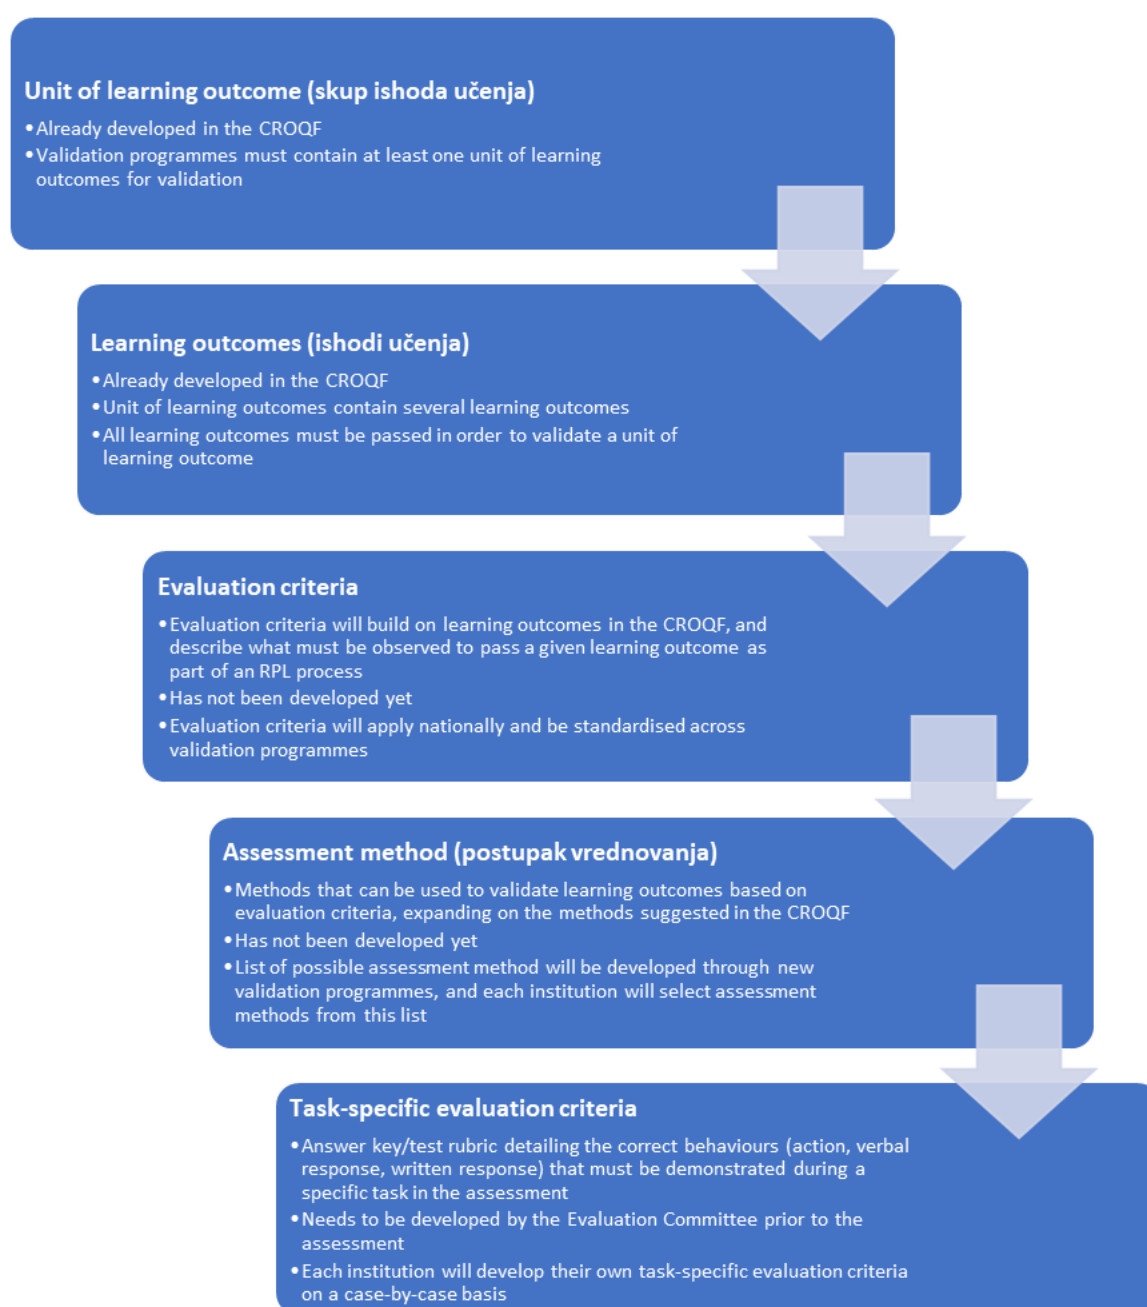 Unit of learning outcome (skup ishoda učenja)
•Already developed in the CROQF
•Validation programmes must contain at least one unit of learning
outcomes for validation
Learning outcomes (ishodi učenja)
•Already developed in the CROQF
•Unit of learning outcomes contain several learning outcomes
•All learning outcomes must be passed in order to validate a unit of
learning outcome
Evaluation criteria
•Evaluation criteria will build on learning outcomes in the CROQF, and
describe what must be observed to pass a given learning outcome as
part of an RPL process
•Has not been developed yet
•Evaluation criteria will apply nationally and be standardised across
validation programmes
Assessment method (postupak vrednovanja)
•Methods that can be used to validate learning outcomes based on
evaluation criteria, expanding on the methods suggested in the CROQF
•Has not been developed yet
•List of possible assessment method will be developed through new
validation programmes, and each institution will select assessment
methods from this list
Task-specific evaluation criteria
•Answer key/test rubric detailing the correct behaviours (action, verbal
response, written response) that must be demonstrated during a
specific task in the assessment
•Needs to be developed by the Evaluation Committee prior to the
assessment
•Each institution will develop their own task-specific evaluation criteria
on a case-by-case basis